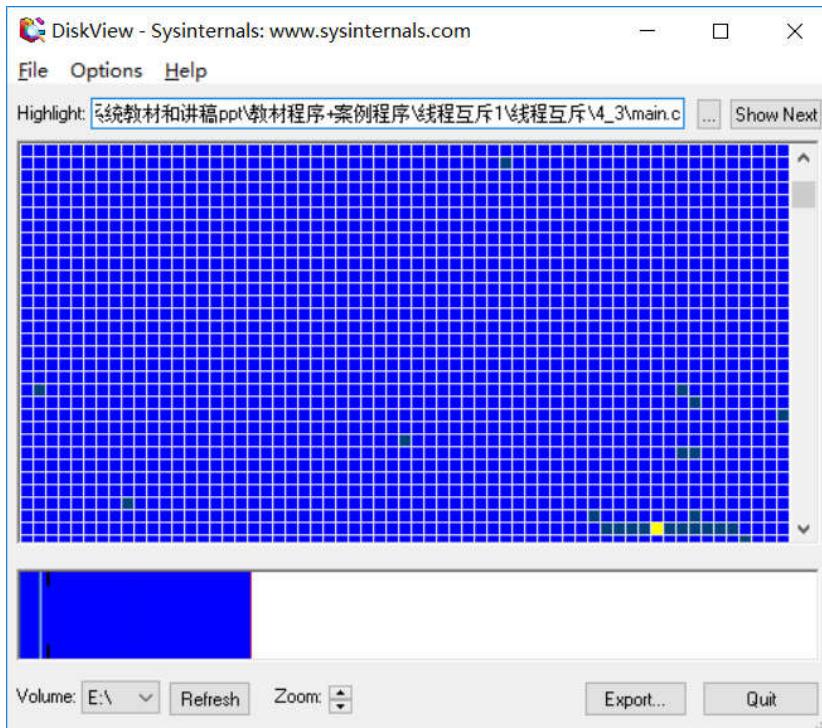 DiskView - Sysinternals: www.sysinternals.com
File Options Help
Highlight: 统教材和讲稿ppt\教材程序+案例程序\线程互斥1\线程互斥\4_3\main.c ... Show Next
Volume: E:\ Refresh Zoom: Export... Quit